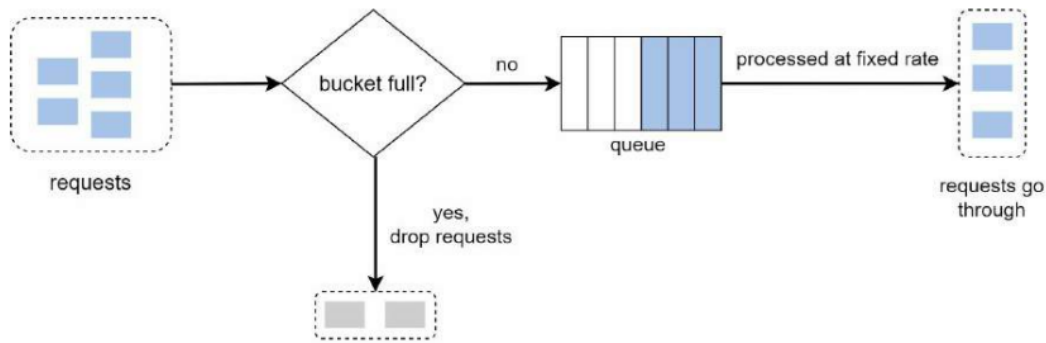 requests
bucket full?
no
queue
processed at fixed rate
requests go
through
yes,
drop requests